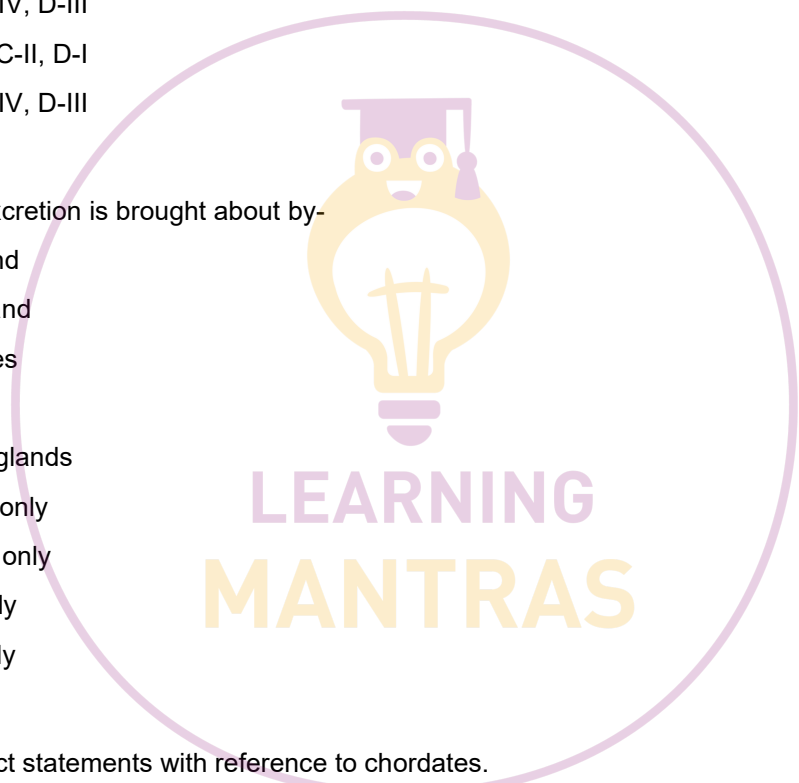 IV, D-III
C-II, D-I
IV, D-III
cretion is brought about by-
nd
and
es
glands
only
only
ly
ly
ct statements with reference to chordates.
LEARNING
MANTRAS